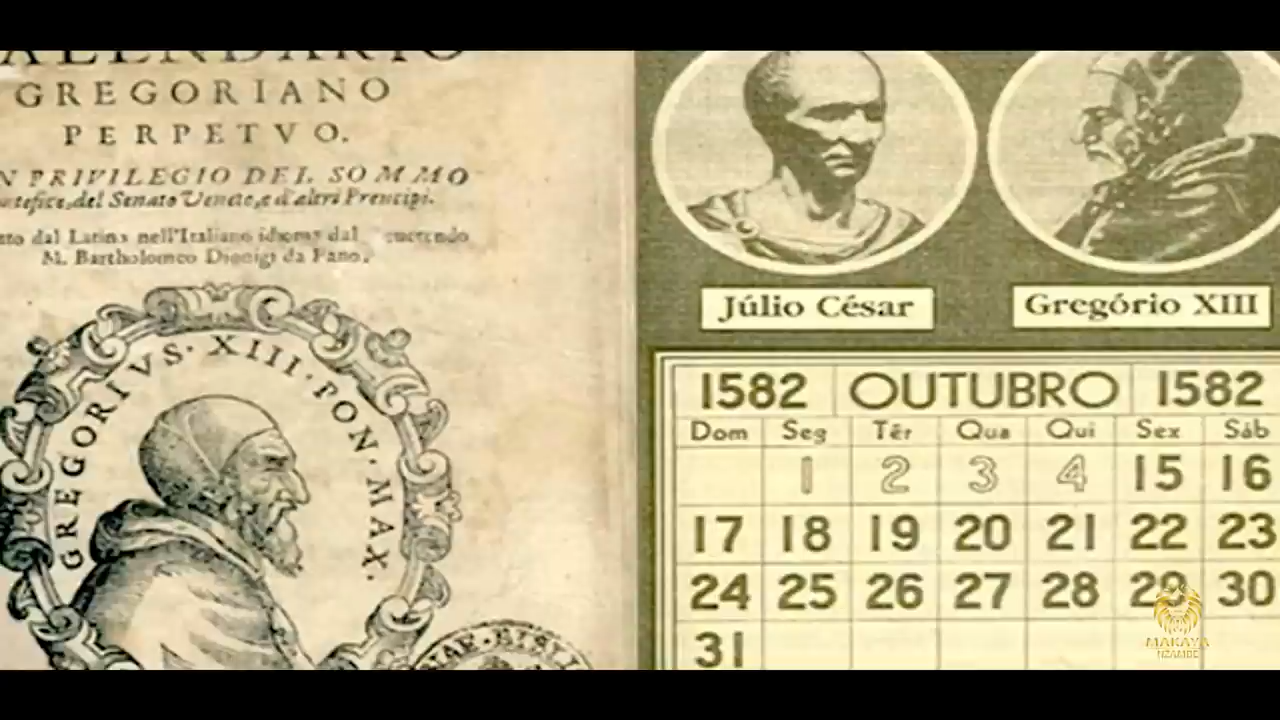 CALENDARIO
GREGORIANO
PERPETVO.
PRIVILEGIO DEL SOMMO
del Senato Veneto, e d'altri Prencipi.
dal Latino nell'Italiano idioma dal
M. Bartholomeo Dionigi da Fano.
GREGORIVS · XIII · PON · MAX ·
Júlio César
Gregório XIII
1582 OUTUBRO 1582
Dom Seg Têr Qua Qui Sex Sáb
1 2 3 4 15 16
17 18 19 20 21 22 23
24 25 26 27 28 29 30
31
MAKAYA
NZAMBE